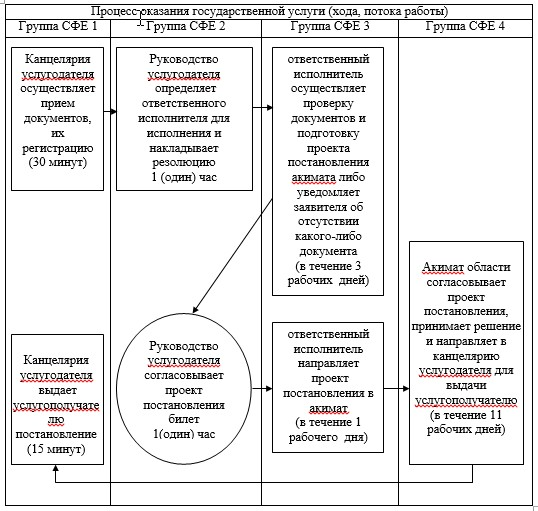 Процесс оказания государственной услуги (хода, потока работы)
Группа СФЕ 1
Группа СФЕ 2
Группа СФЕ 3
Группа СФЕ 4
Канцелярия
услугодателя
осуществляет
прием
документов,
их
регистрацию
(30 минут)
Руководство
услугодателя
определяет
ответственного
исполнителя для
исполнения и
накладывает
резолюцию
1 (один) час
ответственный
исполнитель
осуществляет
проверку
документов и
подготовку
проекта
постановления
акимата либо
уведомляет
заявителя об
отсутствии
какого-либо
документа
(в течение 3
рабочих дней)
Акимат области
согласовывает
проект
постановления,
принимает решение
и направляет в
канцелярию
услугодателя для
выдачи
услугополучателю
(в течение 11
рабочих дней)
Канцелярия
услугодателя
выдает
услугополучате
лю
постановление
(15 минут)
Руководство
услугодателя
согласовывает
проект
постановления
билет
1(один) час
ответственный
исполнитель
направляет
проект
постановления в
акимат
(в течение 1
рабочего дня)